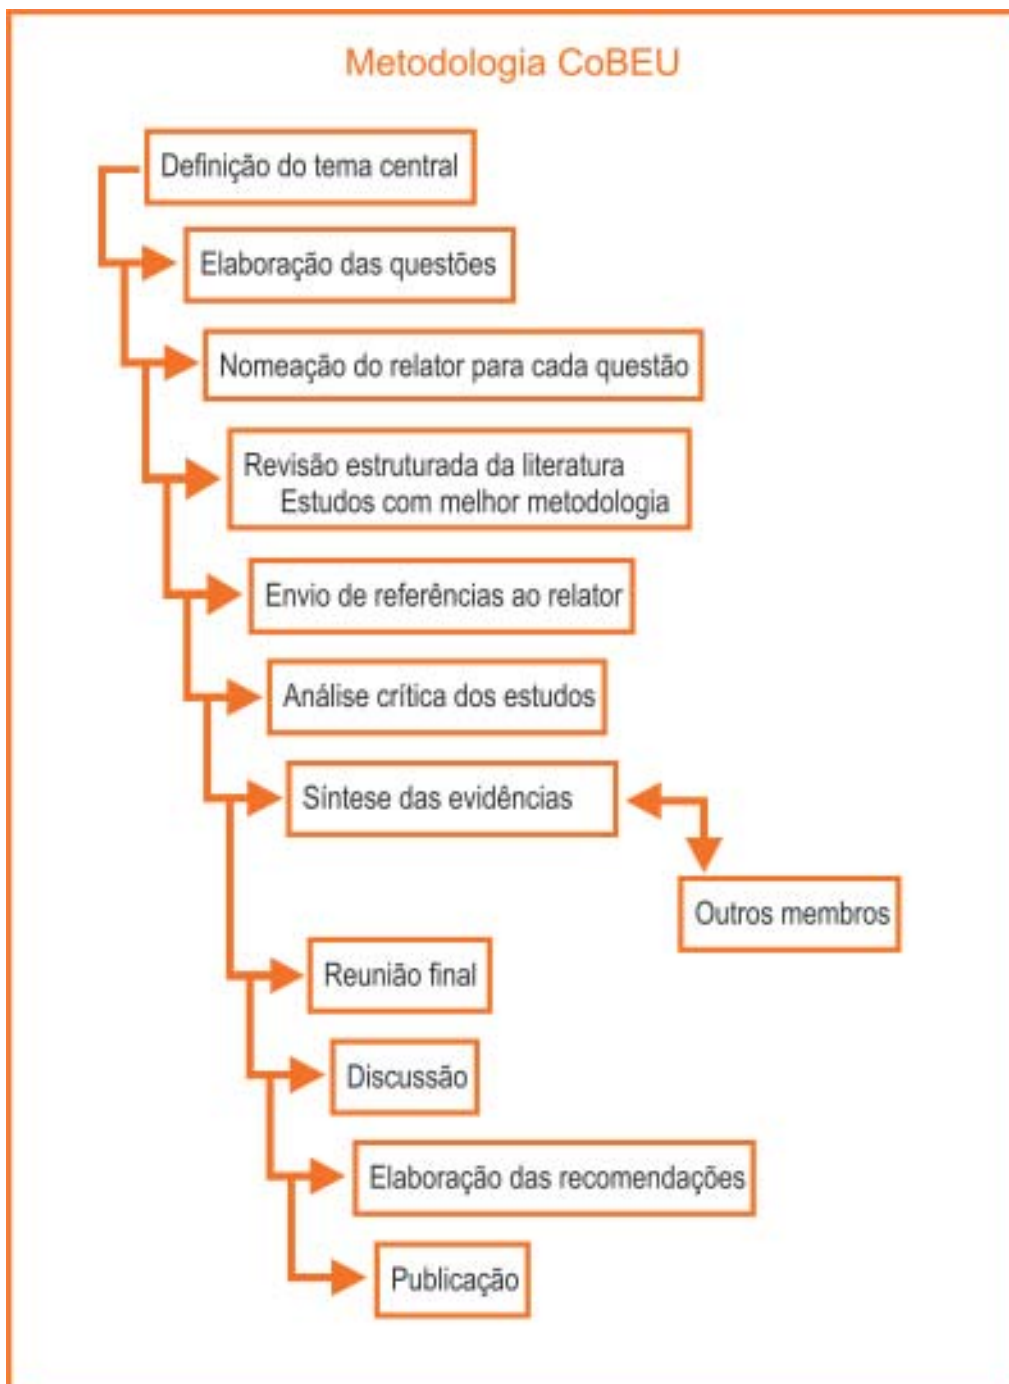 Metodologia CoBEU
Definição do tema central
Elaboração das questões
Nomeação do relator para cada questão
Revisão estruturada da literatura
Estudos com melhor metodologia
Envio de referências ao relator
Análise crítica dos estudos
Síntese das evidências
Outros membros
Reunião final
Discussão
Elaboração das recomendações
Publicação